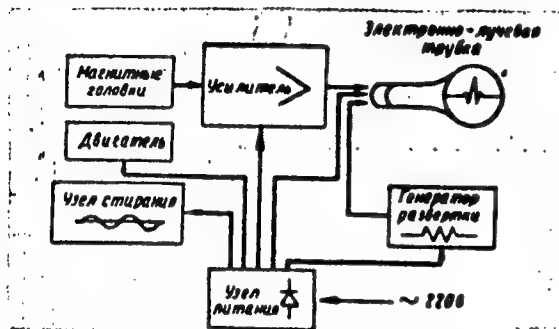 Электронно-лучевая
трубка
Магнитные
головки
Усилитель
Двигатель
Узел стирания
Генератор
развертки
Узел
питания
~ 220в